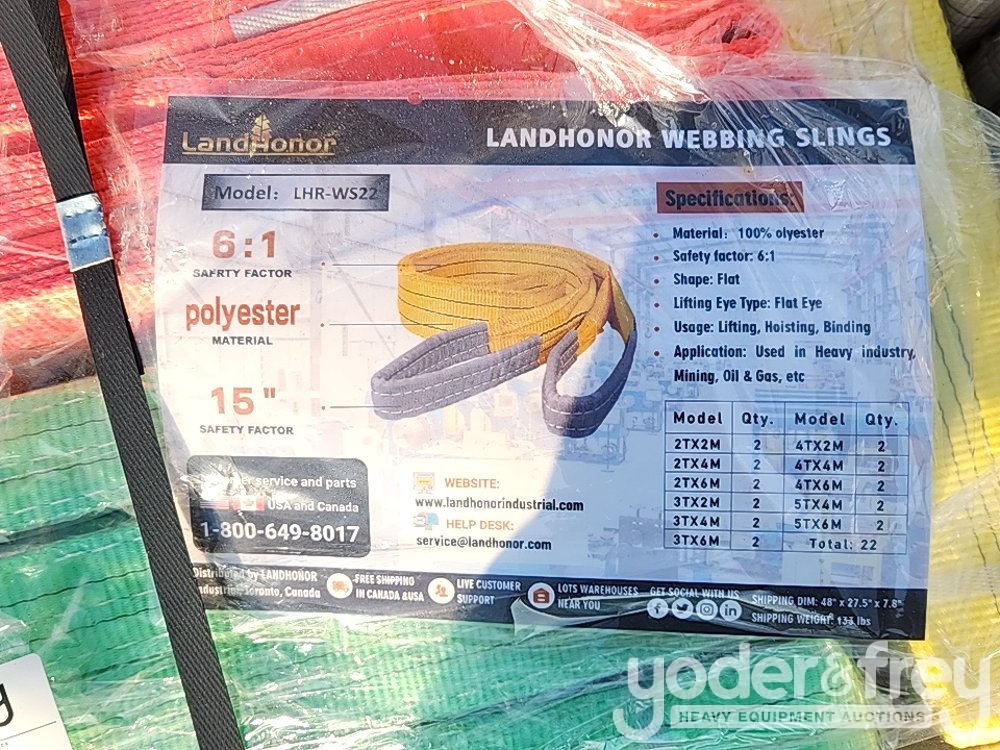 LandHonor
LANDHONOR WEBBING SLINGS
Model: LHR-WS22
6:1
SAFRTY FACTOR
polyester
MATERIAL
15"
SAFETY FACTOR
Specifications:
• Material: 100% olyester
• Safety factor: 6:1
• Shape: Flat
• Lifting Eye Type: Flat Eye
• Usage: Lifting, Hoisting, Binding
• Application: Used in Heavy industry,
Mining, Oil & Gas, etc
Model Qty. Model Qty.
2TX2M 2 4TX2M 2
2TX4M 2 4TX4M 2
2TX6M 2 4TX6M 2
3TX2M 2 5TX4M 2
3TX4M 2 5TX6M 2
3TX6M 2 Total: 22
service and parts
USA and Canada
1-800-649-8017
WEBSITE:
www.landhonorindustrial.com
HELP DESK:
service@landhonor.com
Distributed by LANDHONOR
Industrial Toronto, Canada
FREE SHIPPING
IN CANADA &USA
LIVE CUSTOMER
SUPPORT
LOTS WAREHOUSES
NEAR YOU
GET SOCIAL WITH US
SHIPPING DIM: 48" x 27.5" x 7.8"
SHIPPING WEIGHT: 133 lbs
yoder&frey
HEAVY EQUIPMENT AUCTIONS